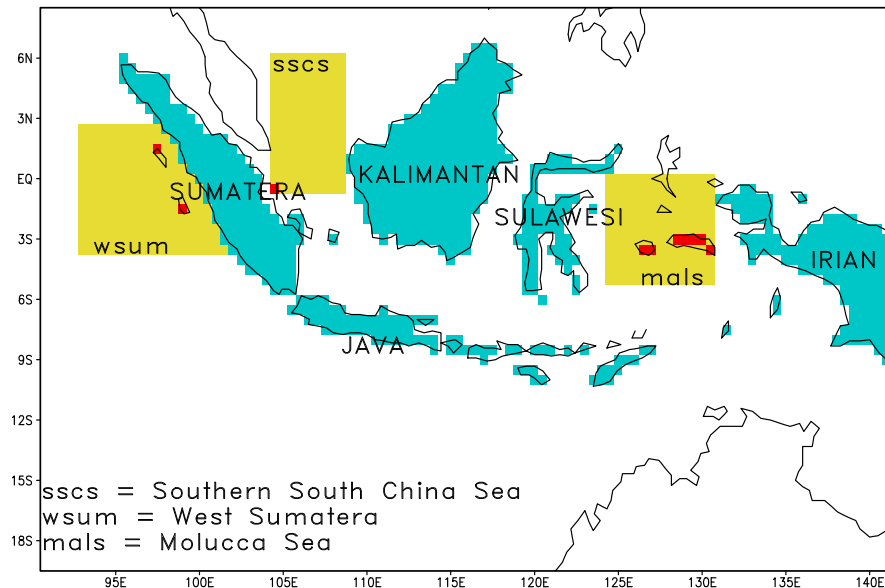 6N
3N
EQ
3S
6S
9S
12S
15S
18S
sscs
KALIMANTAN
SUMATERA
SULAWESI
wsum
IRIAN
mals
JAVA
sscs = Southern South China Sea
wsum = West Sumatera
mals = Molucca Sea
95E 100E 105E 110E 115E 120E 125E 130E 135E 140E